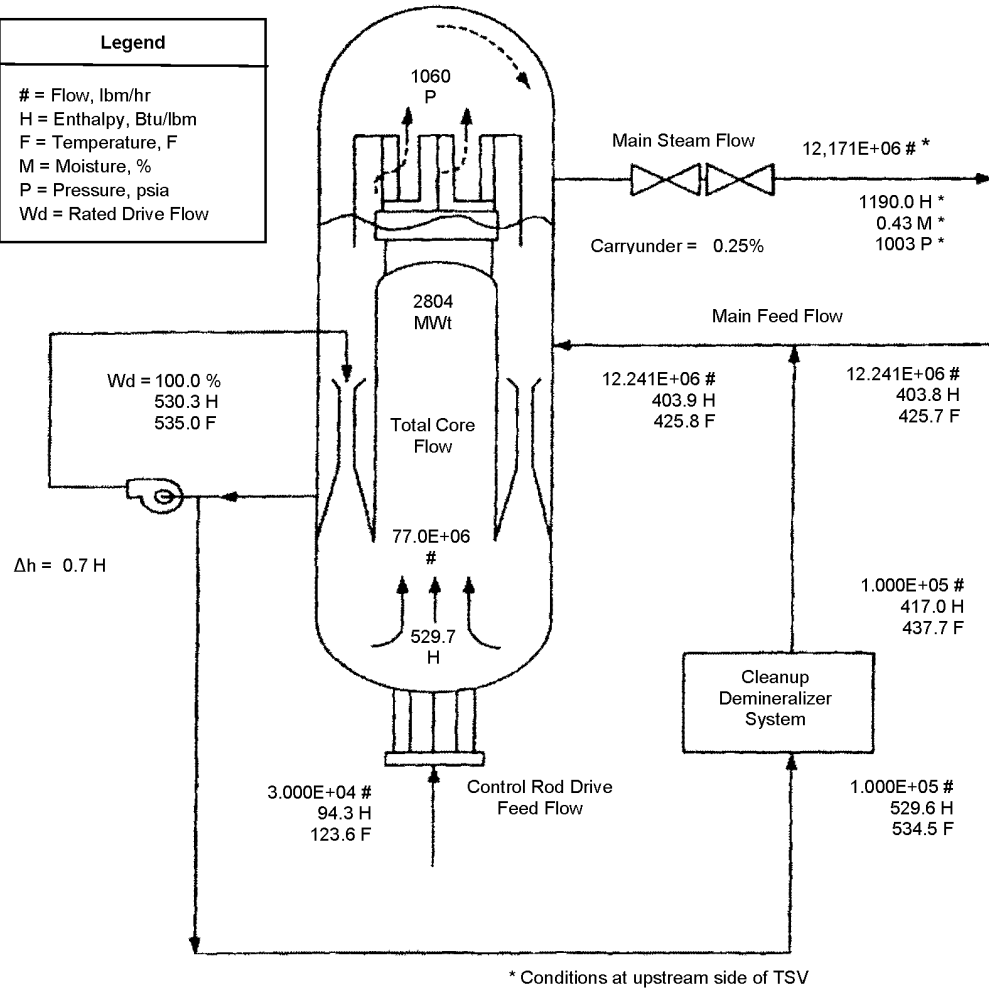 Legend
# = Flow, lbm/hr
H = Enthalpy, Btu/lbm
F = Temperature, F
M = Moisture, %
P = Pressure, psia
Wd = Rated Drive Flow
1060
P
Main Steam Flow
12,171E+06 # *
1190.0 H *
0.43 M *
1003 P *
Carryunder = 0.25%
2804
MWt
Main Feed Flow
Wd = 100.0 %
530.3 H
535.0 F
12.241E+06 #
403.9 H
425.8 F
12.241E+06 #
403.8 H
425.7 F
Total Core
Flow
77.0E+06
#
Δh = 0.7 H
529.7
H
1.000E+05 #
417.0 H
437.7 F
Cleanup
Demineralizer
System
3.000E+04 #
94.3 H
123.6 F
Control Rod Drive
Feed Flow
1.000E+05 #
529.6 H
534.5 F
* Conditions at upstream side of TSV